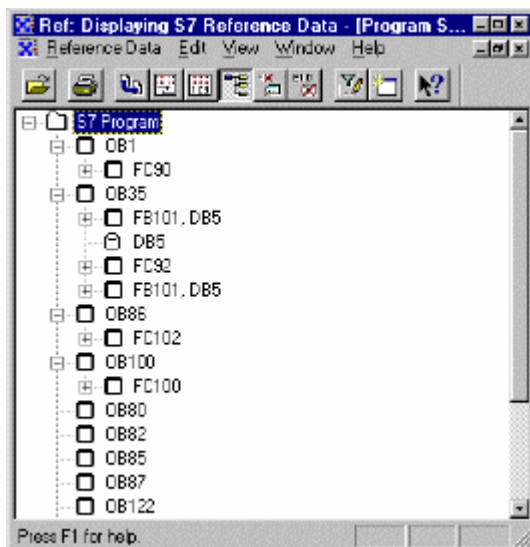 Ref: Displaying S7 Reference Data - [Program S...
Reference Data Edit View Window Help
S7 Program
OB1
FC90
OB35
FB101, DB5
DB5
FC92
FB101, DB5
OB86
FC102
OB100
FC100
OB80
OB82
OB85
OB87
OB122
Press F1 for help.